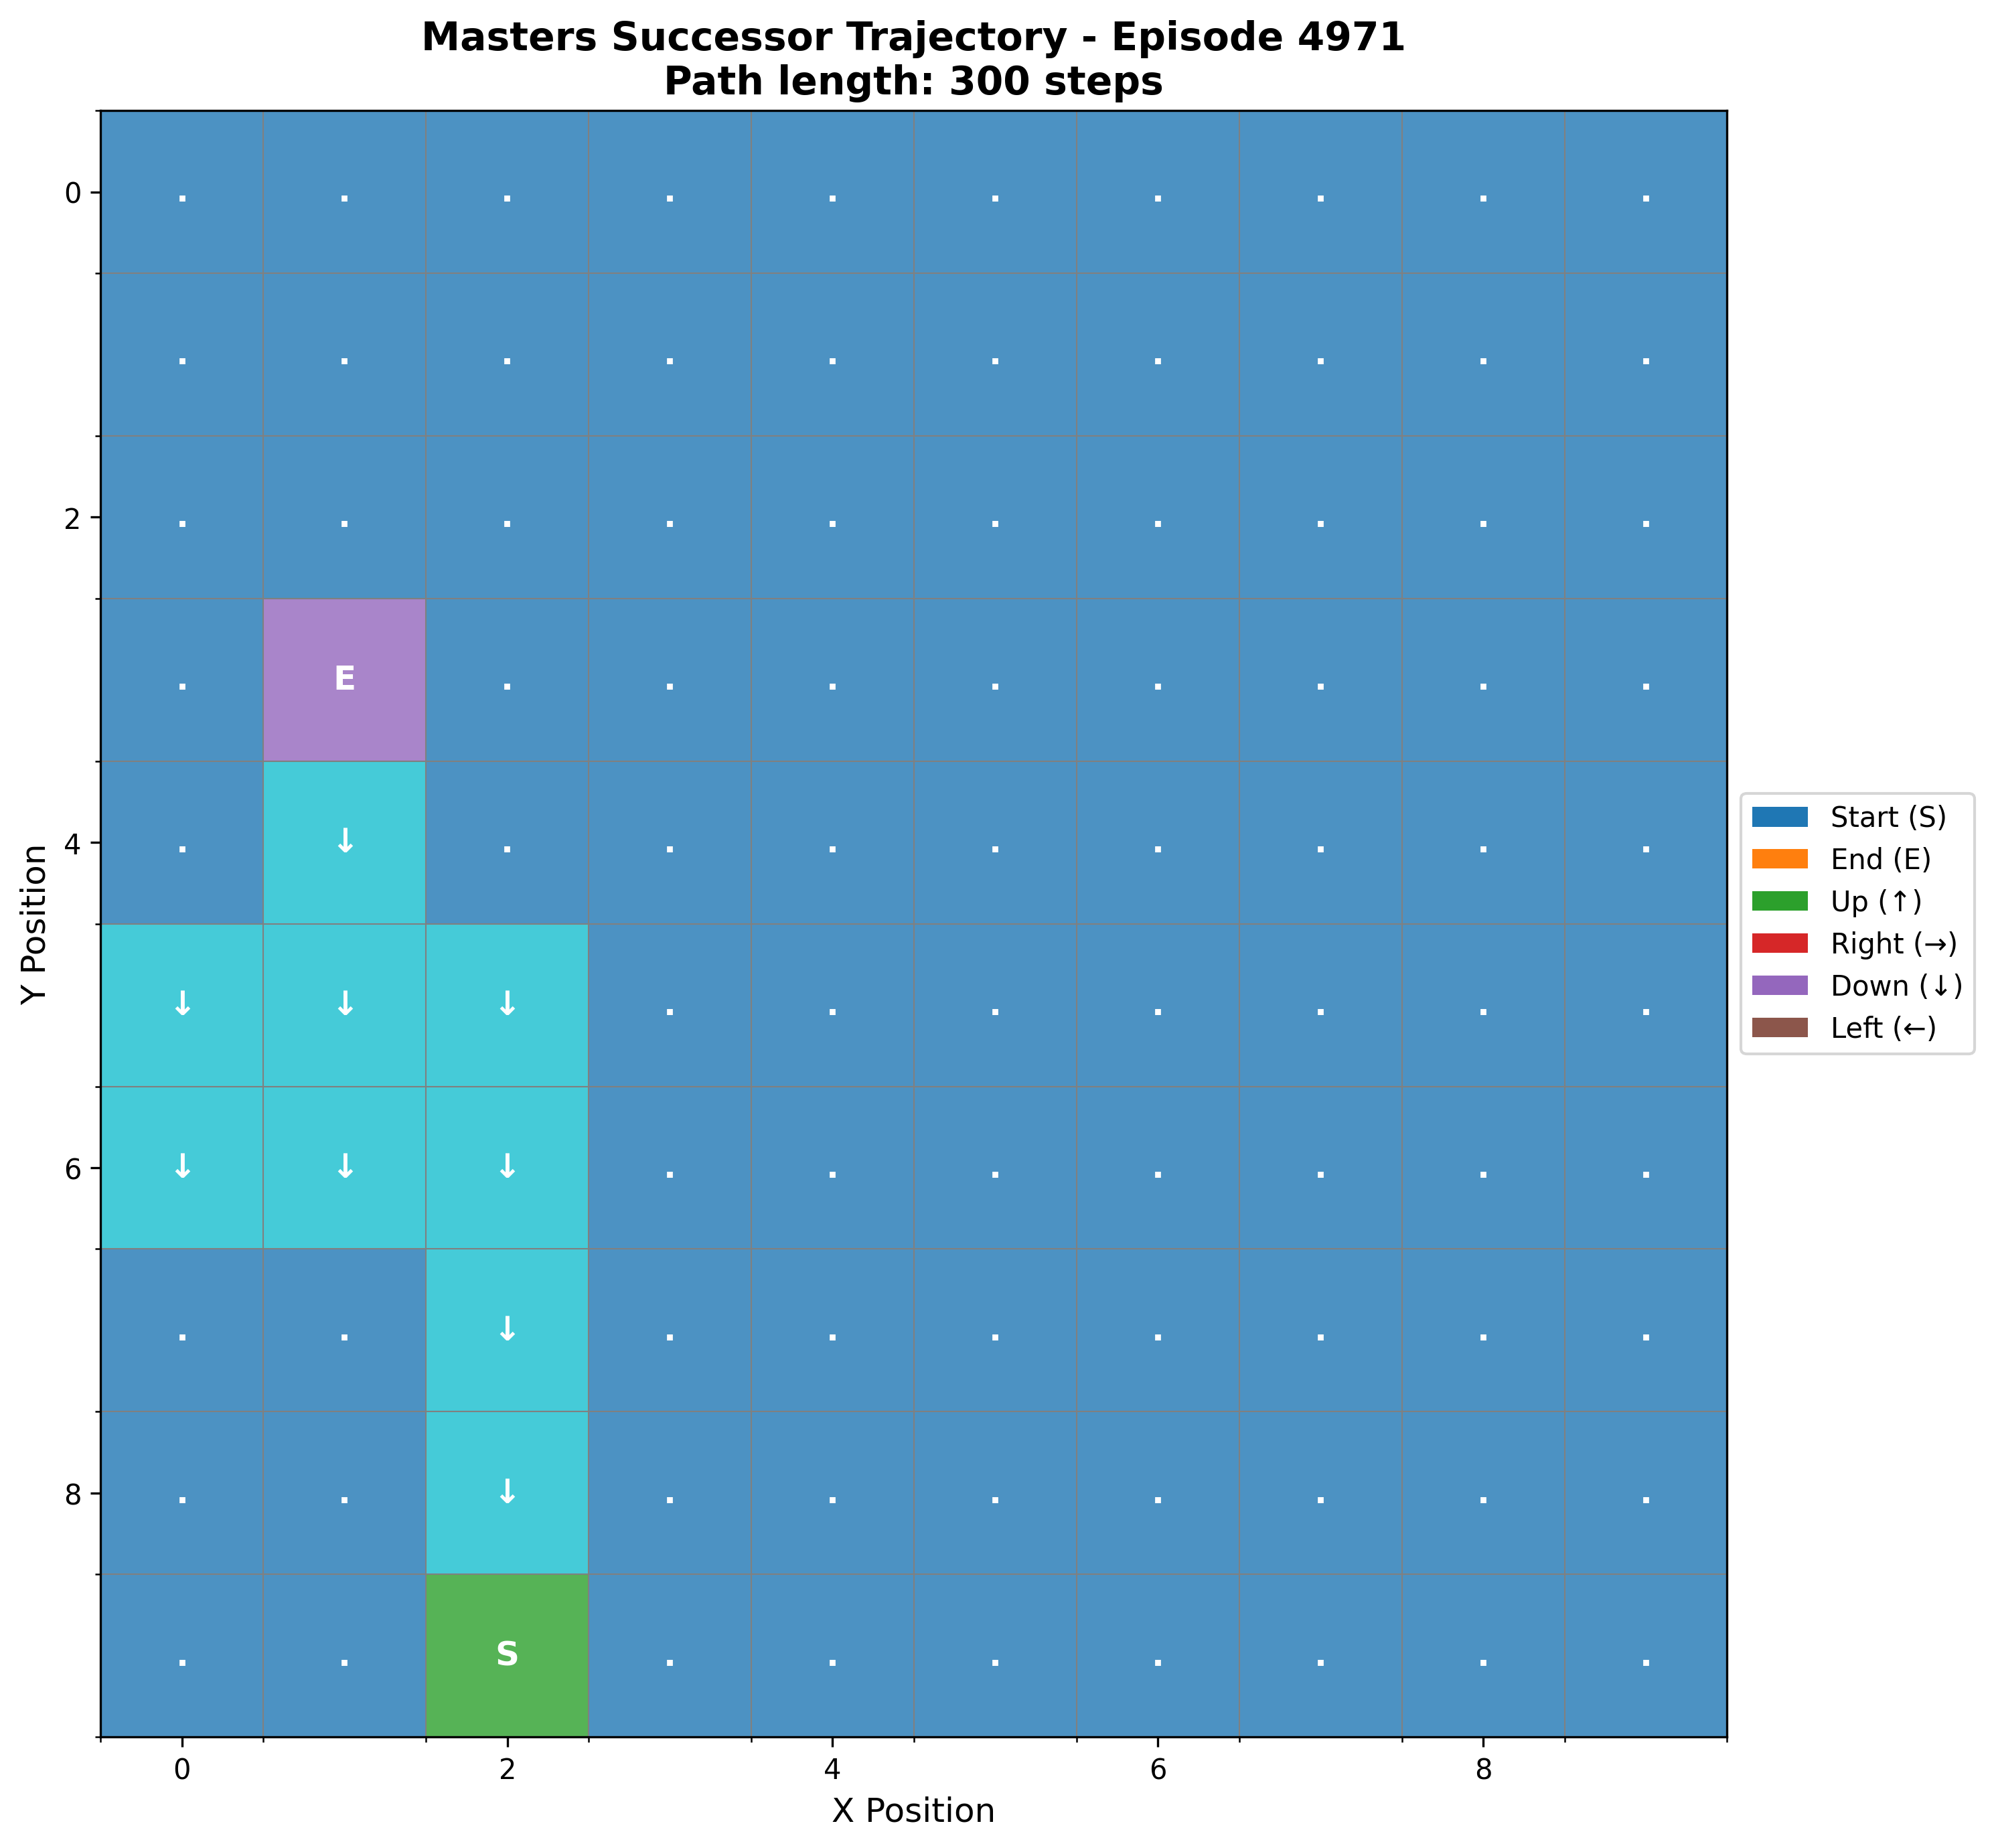 Masters Successor Trajectory - Episode 4971
Path length: 300 steps
0 . . . . . . . . . .
. . . . . . . . . .
2 . . . . . . . . . .
. E . . . . . . . .
4 . ↓ . . . . . . . .
↓ ↓ ↓ . . . . . . .
6 ↓ ↓ ↓ . . . . . . .
. . ↓ . . . . . . .
8 . . ↓ . . . . . . .
. . S . . . . . . .
0 2 4 6 8
X Position
Y Position
Start (S)
End (E)
Up (↑)
Right (→)
Down (↓)
Left (←)